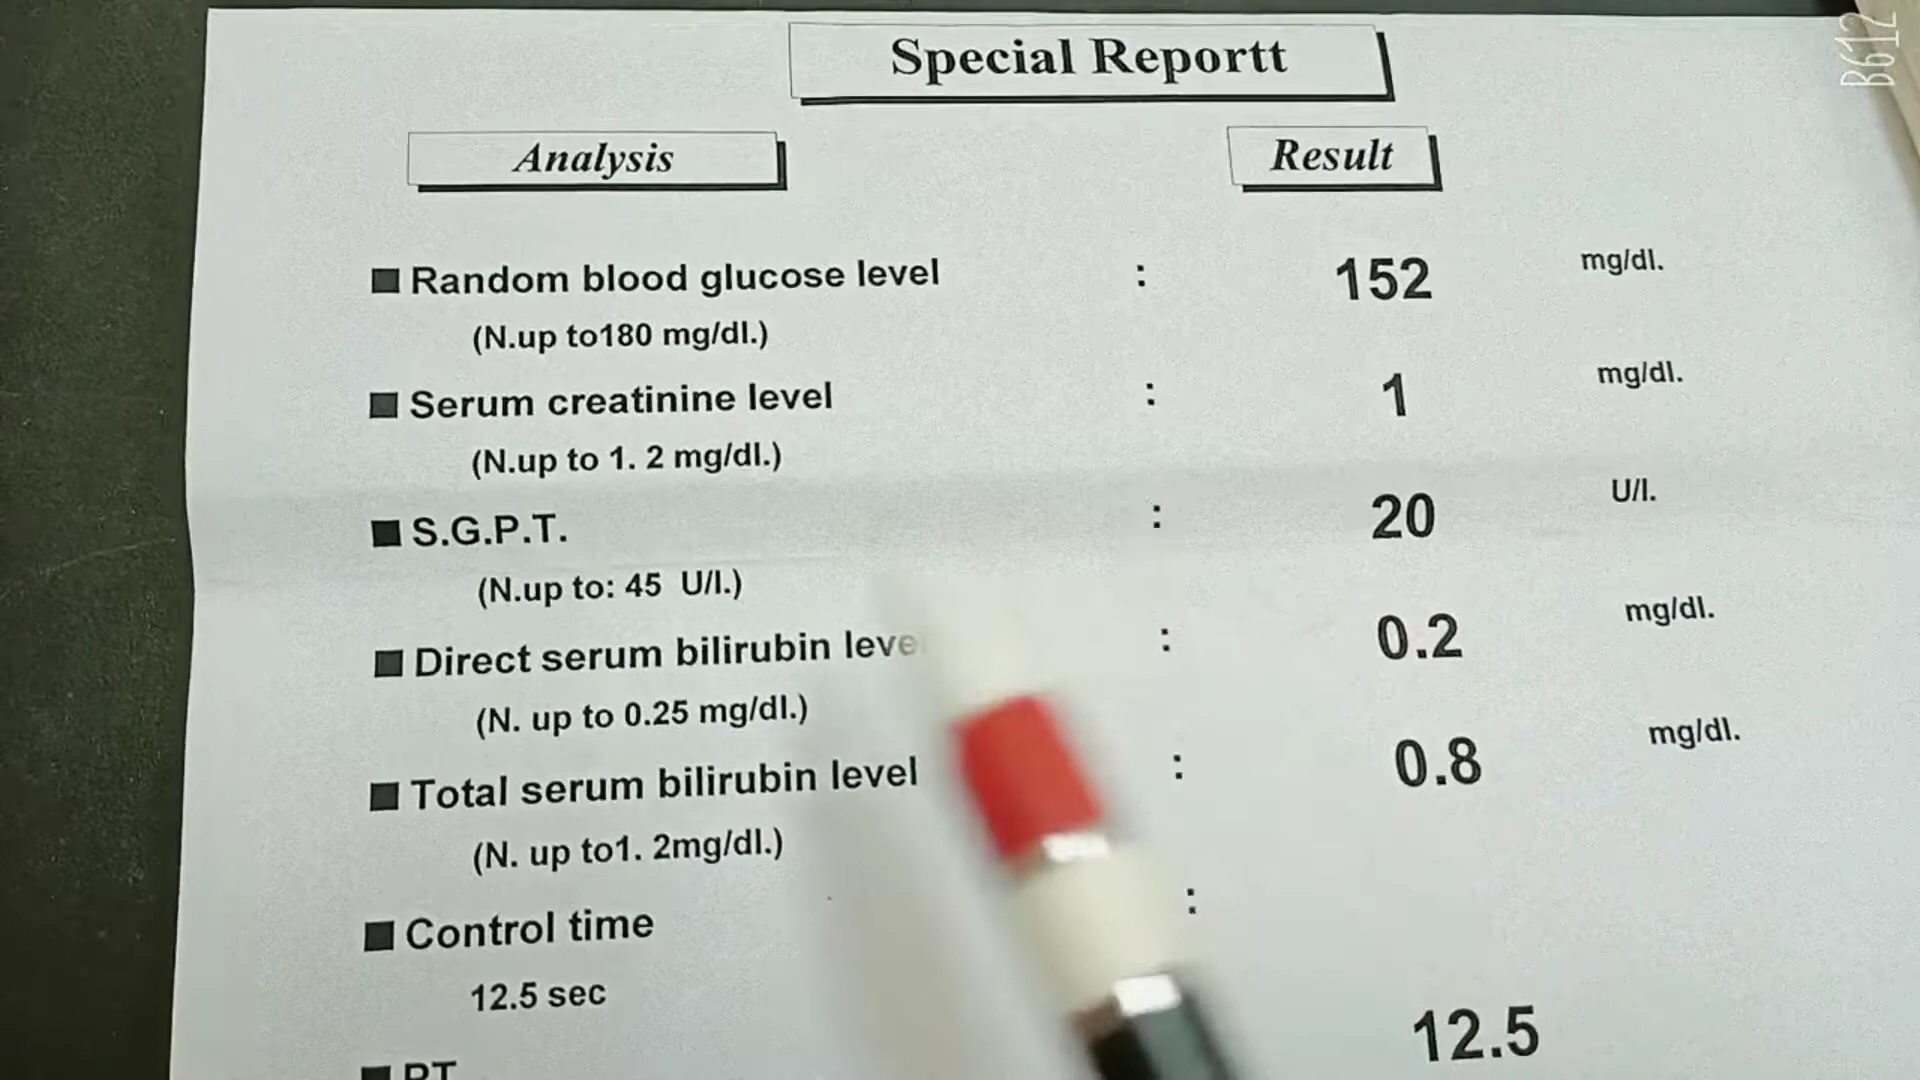 Special Reportt
Analysis Result
Random blood glucose level : 152 mg/dl.
(N.up to180 mg/dl.)
Serum creatinine level : 1 mg/dl.
(N.up to 1. 2 mg/dl.)
S.G.P.T. : 20 U/l.
(N.up to: 45 U/l.)
Direct serum bilirubin leve : 0.2 mg/dl.
(N. up to 0.25 mg/dl.)
Total serum bilirubin level : 0.8 mg/dl.
(N. up to1. 2mg/dl.)
Control time :
12.5 sec
12.5
PT
B612